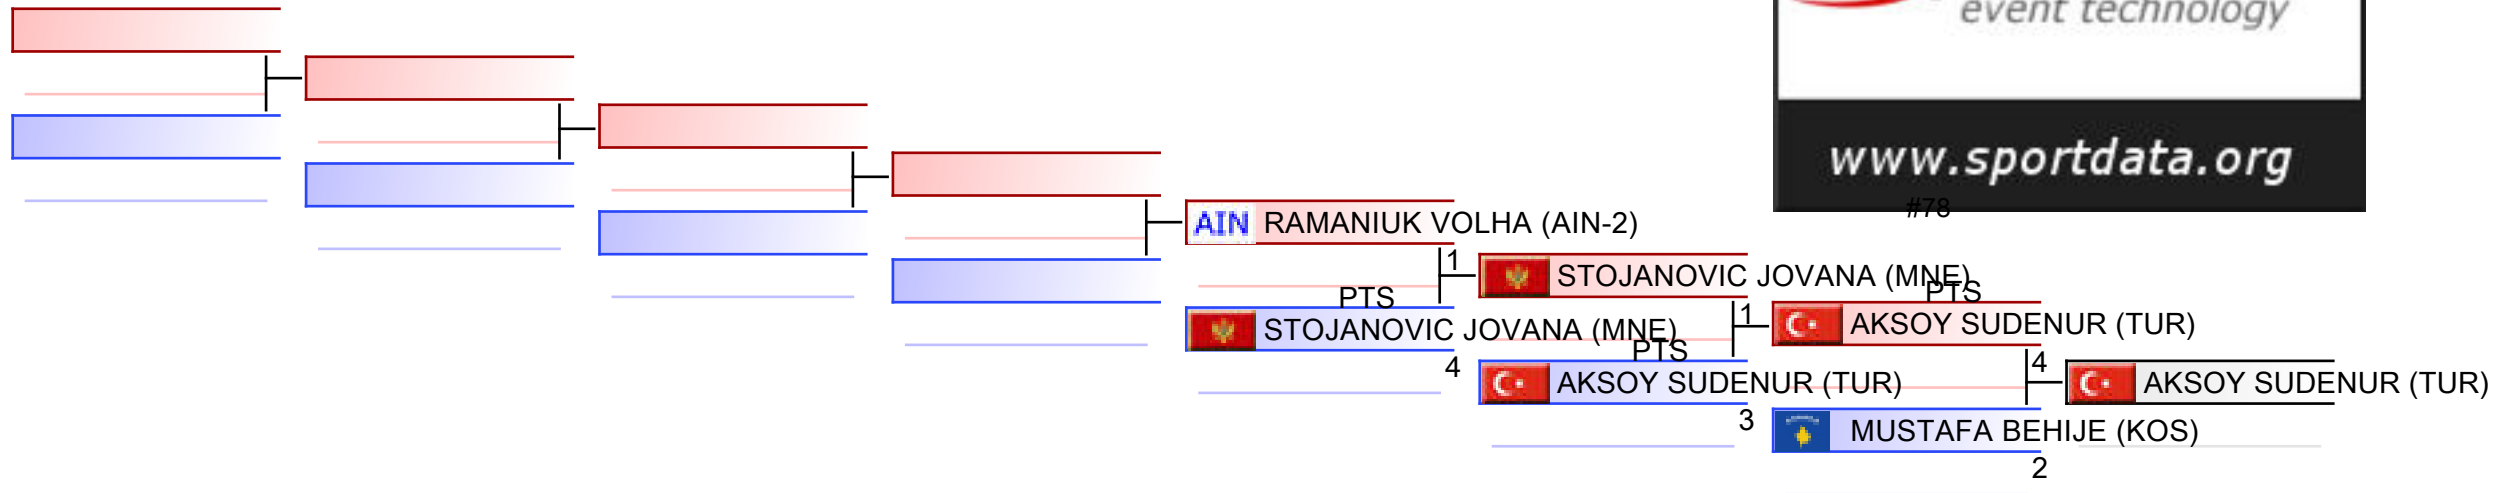 event technology
www.sportdata.org
#78
AIN RAMANIUK VOLHA (AIN-2)
1
STOJANOVIC JOVANA (MNE)
PTS
PTS
STOJANOVIC JOVANA (MNE)
1
AKSOY SUDENUR (TUR)
PTS
4
4
AKSOY SUDENUR (TUR)
AKSOY SUDENUR (TUR)
3
MUSTAFA BEHIJE (KOS)
2